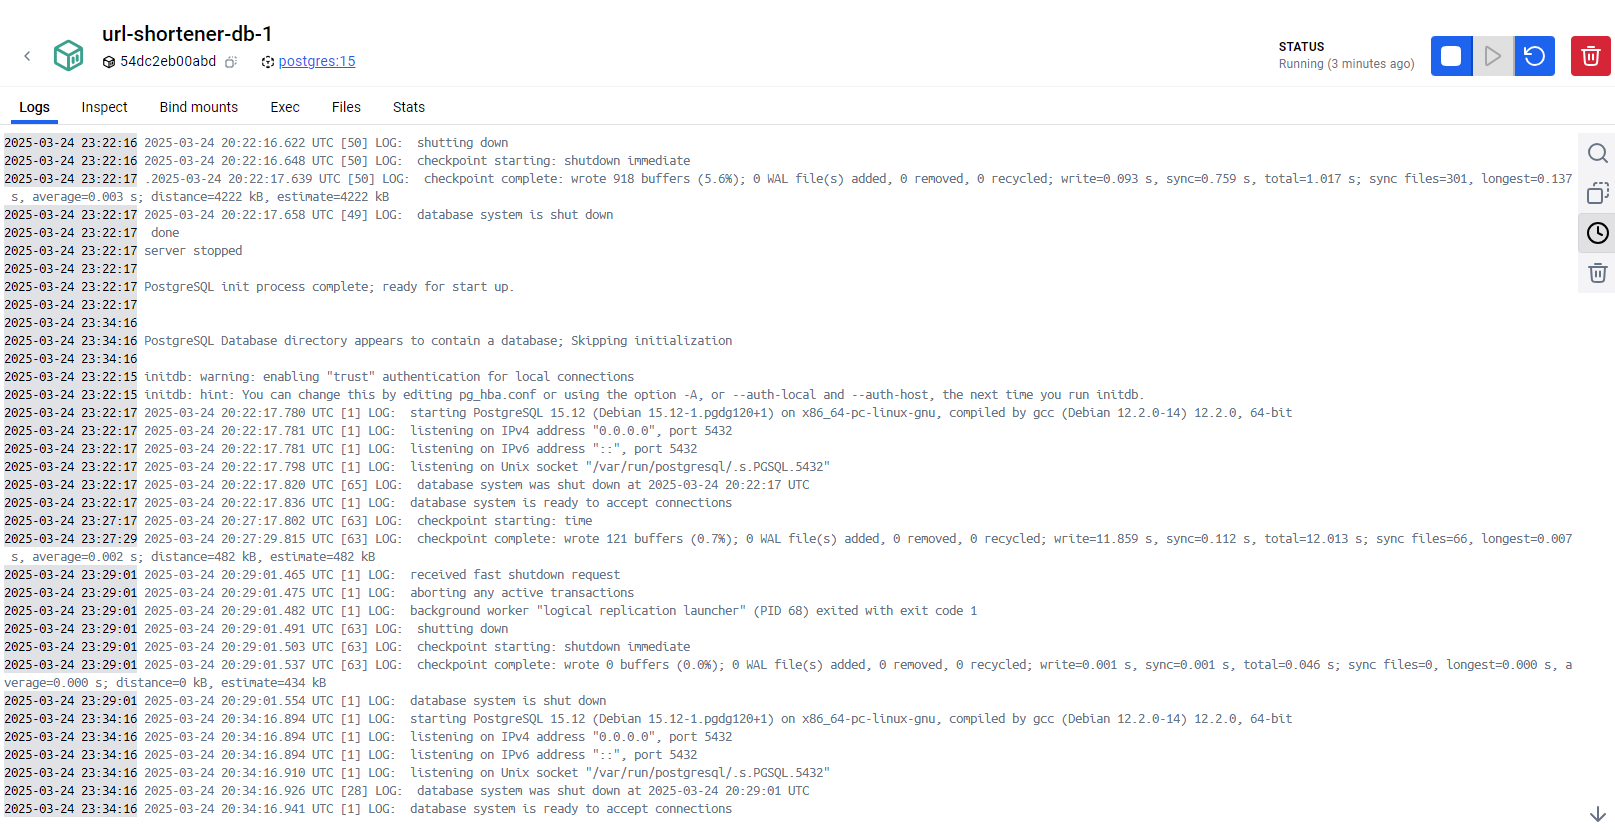 url-shortener-db-1
54dc2eb00abd postgres:15
STATUS
Running (3 minutes ago)
Logs Inspect Bind mounts Exec Files Stats
2025-03-24 23:22:16 2025-03-24 20:22:16.622 UTC [50] LOG:  shutting down
2025-03-24 23:22:16 2025-03-24 20:22:16.648 UTC [50] LOG:  checkpoint starting: shutdown immediate
2025-03-24 23:22:17 .2025-03-24 20:22:17.639 UTC [50] LOG:  checkpoint complete: wrote 918 buffers (5.6%); 0 WAL file(s) added, 0 removed, 0 recycled; write=0.093 s, sync=0.759 s, total=1.017 s; sync files=301, longest=0.137
s, average=0.003 s; distance=4222 kB, estimate=4222 kB
2025-03-24 23:22:17 2025-03-24 20:22:17.658 UTC [49] LOG:  database system is shut down
2025-03-24 23:22:17  done
2025-03-24 23:22:17 server stopped
2025-03-24 23:22:17
2025-03-24 23:22:17 PostgreSQL init process complete; ready for start up.
2025-03-24 23:22:17
2025-03-24 23:34:16
2025-03-24 23:34:16 PostgreSQL Database directory appears to contain a database; Skipping initialization
2025-03-24 23:34:16
2025-03-24 23:22:15 initdb: warning: enabling "trust" authentication for local connections
2025-03-24 23:22:15 initdb: hint: You can change this by editing pg_hba.conf or using the option -A, or --auth-local and --auth-host, the next time you run initdb.
2025-03-24 23:22:17 2025-03-24 20:22:17.780 UTC [1] LOG:  starting PostgreSQL 15.12 (Debian 15.12-1.pgdg120+1) on x86_64-pc-linux-gnu, compiled by gcc (Debian 12.2.0-14) 12.2.0, 64-bit
2025-03-24 23:22:17 2025-03-24 20:22:17.781 UTC [1] LOG:  listening on IPv4 address "0.0.0.0", port 5432
2025-03-24 23:22:17 2025-03-24 20:22:17.781 UTC [1] LOG:  listening on IPv6 address "::", port 5432
2025-03-24 23:22:17 2025-03-24 20:22:17.798 UTC [1] LOG:  listening on Unix socket "/var/run/postgresql/.s.PGSQL.5432"
2025-03-24 23:22:17 2025-03-24 20:22:17.820 UTC [65] LOG:  database system was shut down at 2025-03-24 20:22:17 UTC
2025-03-24 23:22:17 2025-03-24 20:22:17.836 UTC [1] LOG:  database system is ready to accept connections
2025-03-24 23:27:17 2025-03-24 20:27:17.802 UTC [63] LOG:  checkpoint starting: time
2025-03-24 23:27:29 2025-03-24 20:27:29.815 UTC [63] LOG:  checkpoint complete: wrote 121 buffers (0.7%); 0 WAL file(s) added, 0 removed, 0 recycled; write=11.859 s, sync=0.112 s, total=12.013 s; sync files=66, longest=0.007
s, average=0.002 s; distance=482 kB, estimate=482 kB
2025-03-24 23:29:01 2025-03-24 20:29:01.465 UTC [1] LOG:  received fast shutdown request
2025-03-24 23:29:01 2025-03-24 20:29:01.475 UTC [1] LOG:  aborting any active transactions
2025-03-24 23:29:01 2025-03-24 20:29:01.482 UTC [1] LOG:  background worker "logical replication launcher" (PID 68) exited with exit code 1
2025-03-24 23:29:01 2025-03-24 20:29:01.491 UTC [63] LOG:  shutting down
2025-03-24 23:29:01 2025-03-24 20:29:01.503 UTC [63] LOG:  checkpoint starting: shutdown immediate
2025-03-24 23:29:01 2025-03-24 20:29:01.537 UTC [63] LOG:  checkpoint complete: wrote 0 buffers (0.0%); 0 WAL file(s) added, 0 removed, 0 recycled; write=0.001 s, sync=0.001 s, total=0.046 s; sync files=0, longest=0.000 s, a
verage=0.000 s; distance=0 kB, estimate=434 kB
2025-03-24 23:29:01 2025-03-24 20:29:01.554 UTC [1] LOG:  database system is shut down
2025-03-24 23:34:16 2025-03-24 20:34:16.894 UTC [1] LOG:  starting PostgreSQL 15.12 (Debian 15.12-1.pgdg120+1) on x86_64-pc-linux-gnu, compiled by gcc (Debian 12.2.0-14) 12.2.0, 64-bit
2025-03-24 23:34:16 2025-03-24 20:34:16.894 UTC [1] LOG:  listening on IPv4 address "0.0.0.0", port 5432
2025-03-24 23:34:16 2025-03-24 20:34:16.894 UTC [1] LOG:  listening on IPv6 address "::", port 5432
2025-03-24 23:34:16 2025-03-24 20:34:16.910 UTC [1] LOG:  listening on Unix socket "/var/run/postgresql/.s.PGSQL.5432"
2025-03-24 23:34:16 2025-03-24 20:34:16.926 UTC [28] LOG:  database system was shut down at 2025-03-24 20:29:01 UTC
2025-03-24 23:34:16 2025-03-24 20:34:16.941 UTC [1] LOG:  database system is ready to accept connections